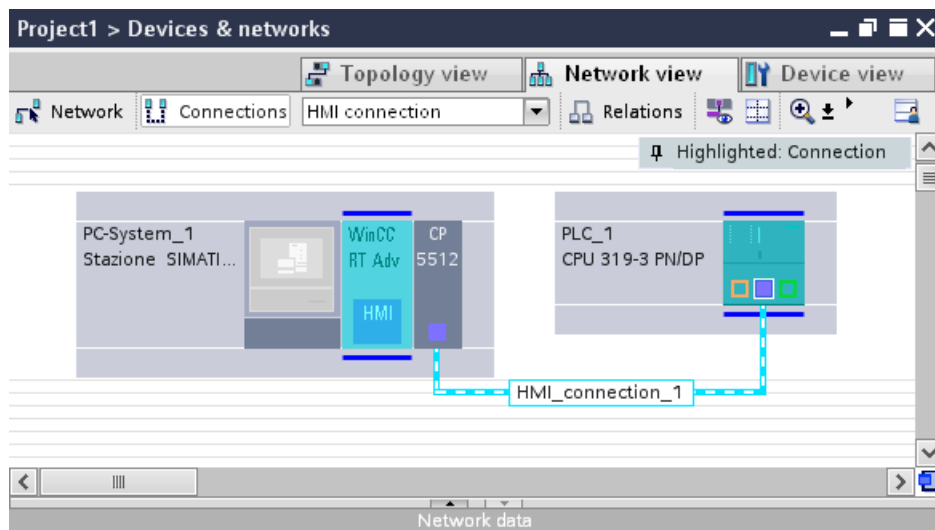 Project1 > Devices & networks
Topology view
Network view
Device view
Network
Connections
HMI connection
Relations
Highlighted: Connection
PC-System_1
Stazione SIMATI...
WinCC
RT Adv
CP
5512
HMI
PLC_1
CPU 319-3 PN/DP
HMI_connection_1
Network data